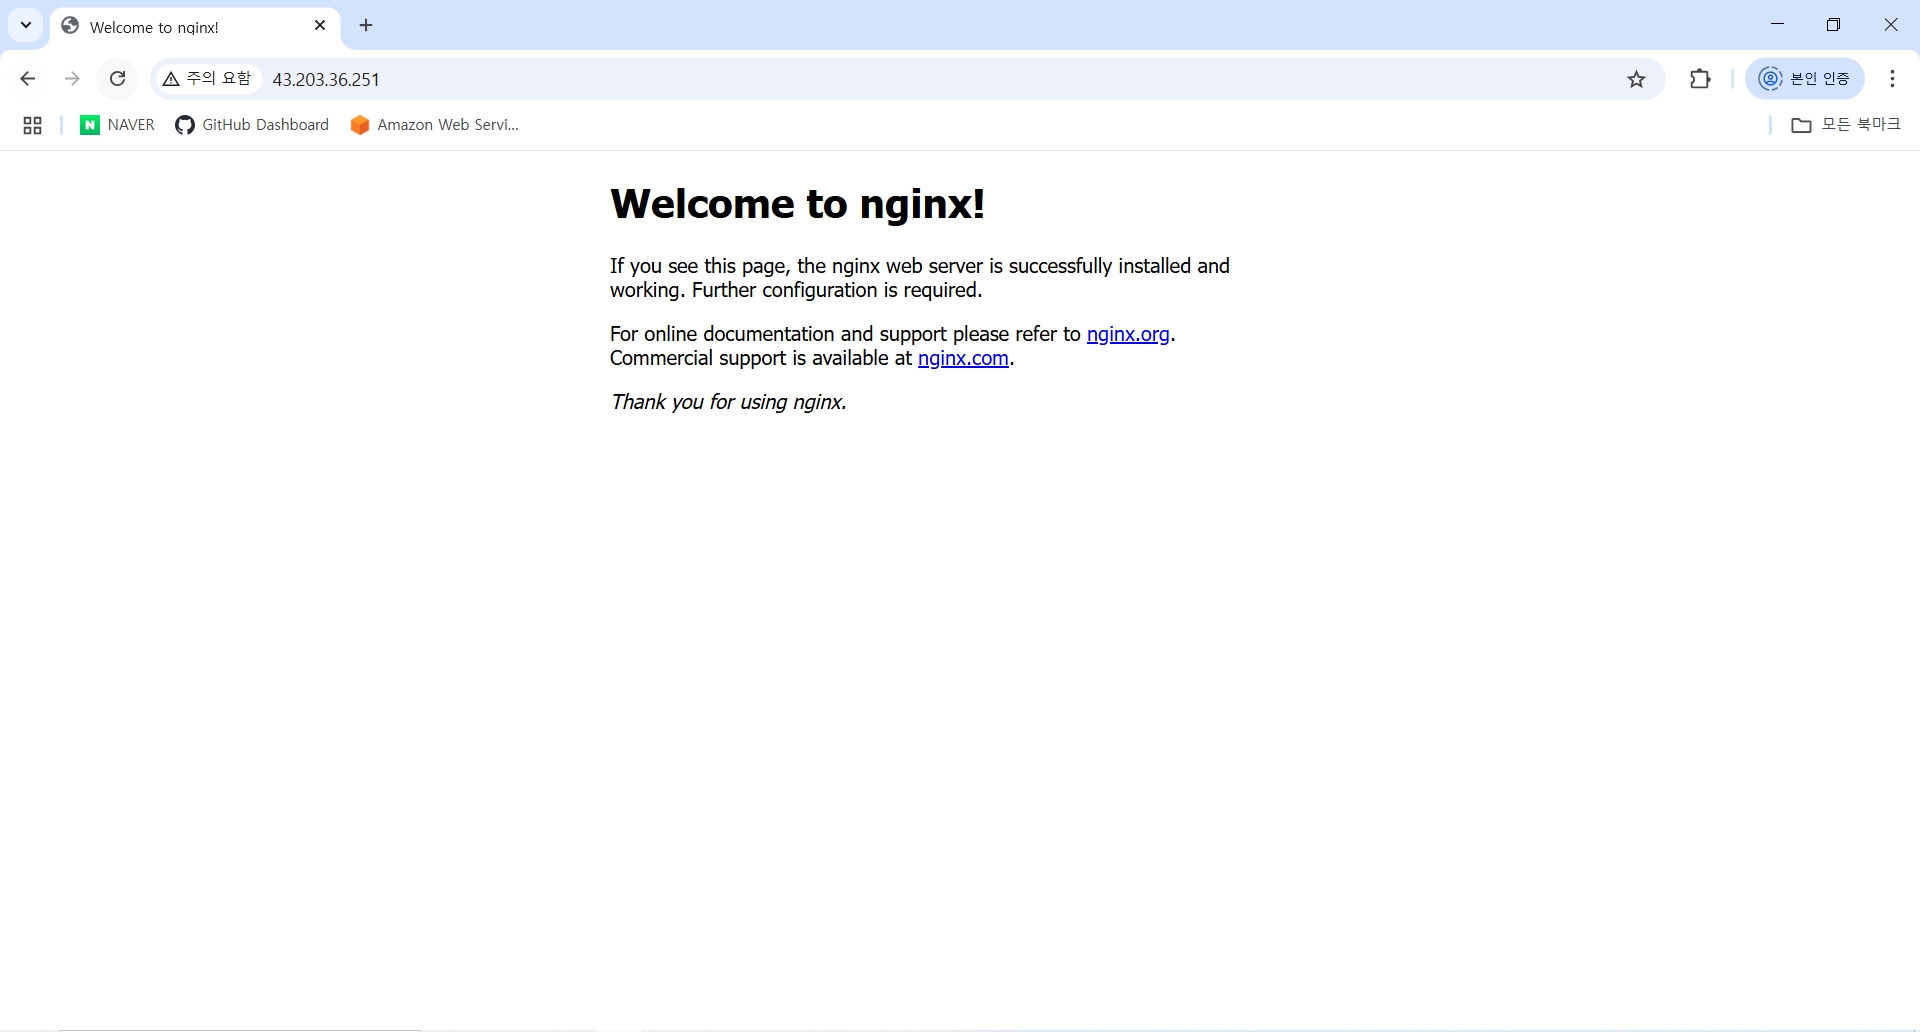 Welcome to nginx!
주의 요함
43.203.36.251
본인 인증
NAVER
GitHub Dashboard
Amazon Web Servi...
모든 북마크
Welcome to nginx!
If you see this page, the nginx web server is successfully installed and
working. Further configuration is required.
For online documentation and support please refer to nginx.org.
Commercial support is available at nginx.com.
Thank you for using nginx.